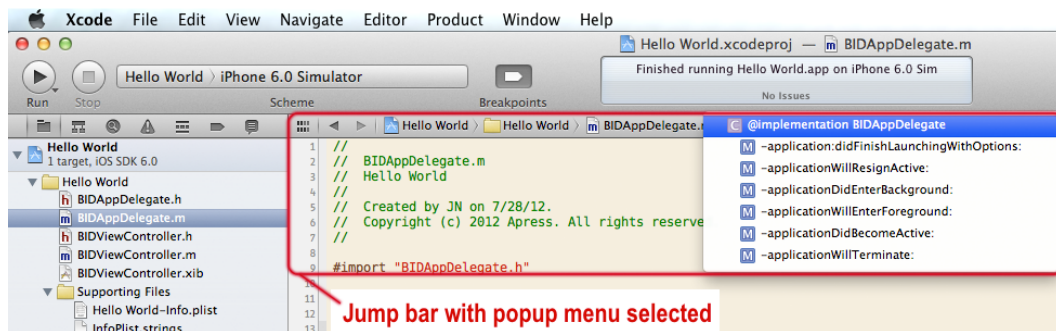 Xcode File Edit View Navigate Editor Product Window Help
Hello World.xcodeproj — m BIDAppDelegate.m
Hello World 〉 iPhone 6.0 Simulator
Finished running Hello World.app on iPhone 6.0 Sim
No Issues
Run Stop Scheme Breakpoints
Hello World 〉 Hello World 〉 m BIDAppDelegate.
C @implementation BIDAppDelegate
M -application:didFinishLaunchingWithOptions:
M -applicationWillResignActive:
M -applicationDidEnterBackground:
M -applicationWillEnterForeground:
M -applicationDidBecomeActive:
M -applicationWillTerminate:
Hello World
1 target, iOS SDK 6.0
Hello World
h BIDAppDelegate.h
m BIDAppDelegate.m
h BIDViewController.h
m BIDViewController.m
BIDViewController.xib
Supporting Files
Hello World-Info.plist
InfoPlist.strings
1 //
2 // BIDAppDelegate.m
3 // Hello World
4 //
5 // Created by JN on 7/28/12.
6 // Copyright (c) 2012 Apress. All rights reserve
7 //
8
9 #import "BIDAppDelegate.h"
10
11
12
13
Jump bar with popup menu selected